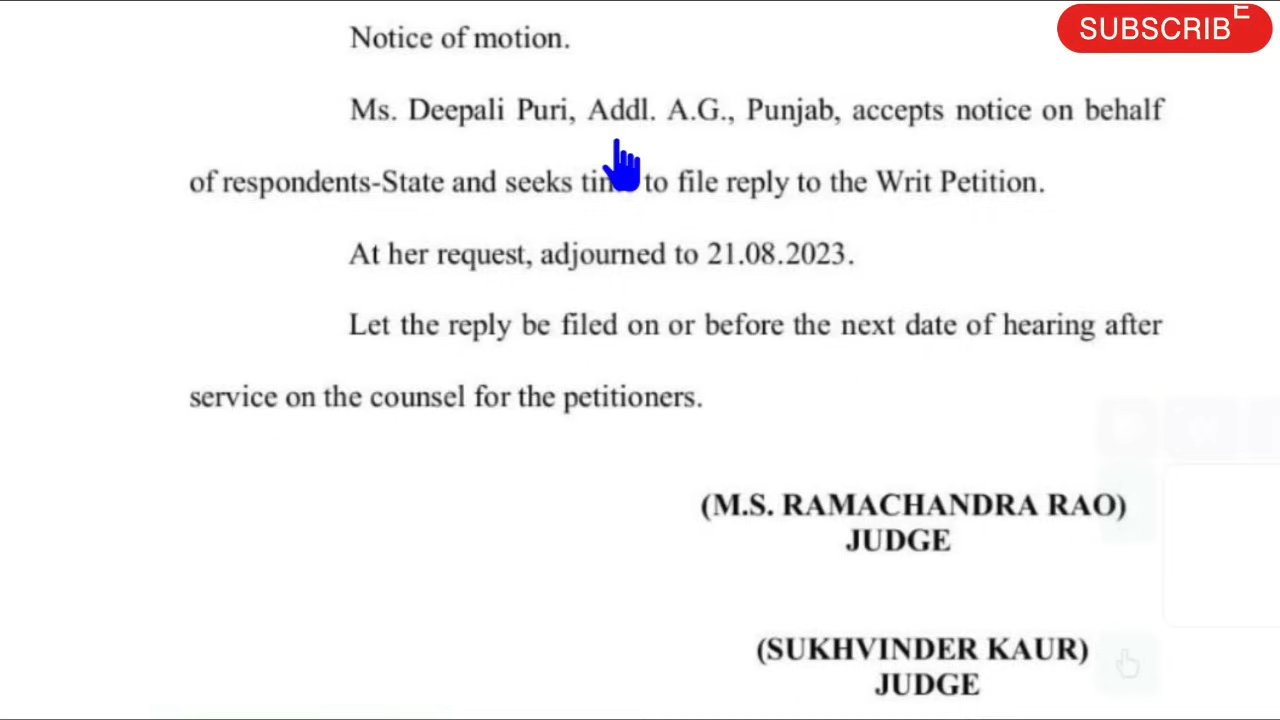 SUBSCRIBE
Notice of motion.
Ms. Deepali Puri, Addl. A.G., Punjab, accepts notice on behalf
of respondents-State and seeks to file reply to the Writ Petition.
At her request, adjourned to 21.08.2023.
Let the reply be filed on or before the next date of hearing after
service on the counsel for the petitioners.
(M.S. RAMACHANDRA RAO)
JUDGE
(SUKHVINDER KAUR)
JUDGE